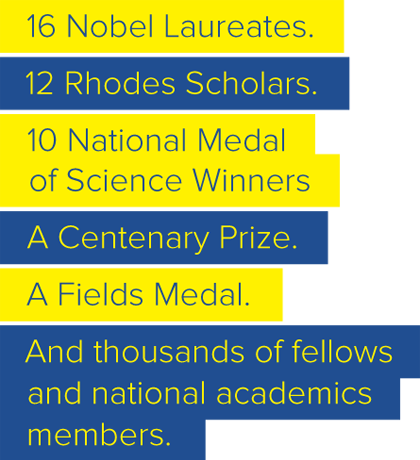 16 Nobel Laureates.
12 Rhodes Scholars.
10 National Medal
of Science Winners
A Centenary Prize.
A Fields Medal.
And thousands of fellows
and national academics
members.